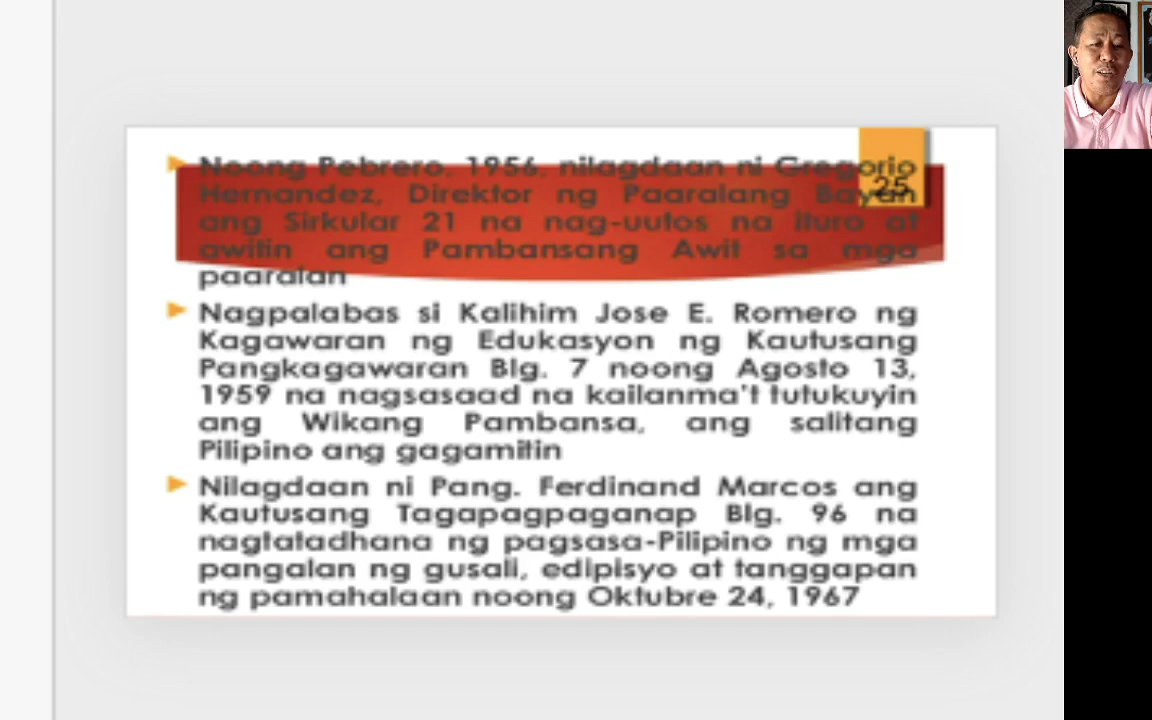 Noong Pebrero, 1956, nilagdaan ni Gregorio
Hernandez, Direktor ng Paaralang Bayan
ang Sirkular 21 na nag-uutos na ituro at
awitin ang Pambansang Awit sa mga
paaralan
25
Nagpalabas si Kalihim Jose E. Romero ng
Kagawaran ng Edukasyon ng Kautusang
Pangkagawaran Blg. 7 noong Agosto 13,
1959 na nagsasaad na kailanma't tutukuyin
ang Wikang Pambansa, ang salitang
Pilipino ang gagamitin
Nilagdaan ni Pang. Ferdinand Marcos ang
Kautusang Tagapagpaganap Blg. 96 na
nagtatadhana ng pagsasa-Pilipino ng mga
pangalan ng gusali, edipisyo at tanggapan
ng pamahalaan noong Oktubre 24, 1967